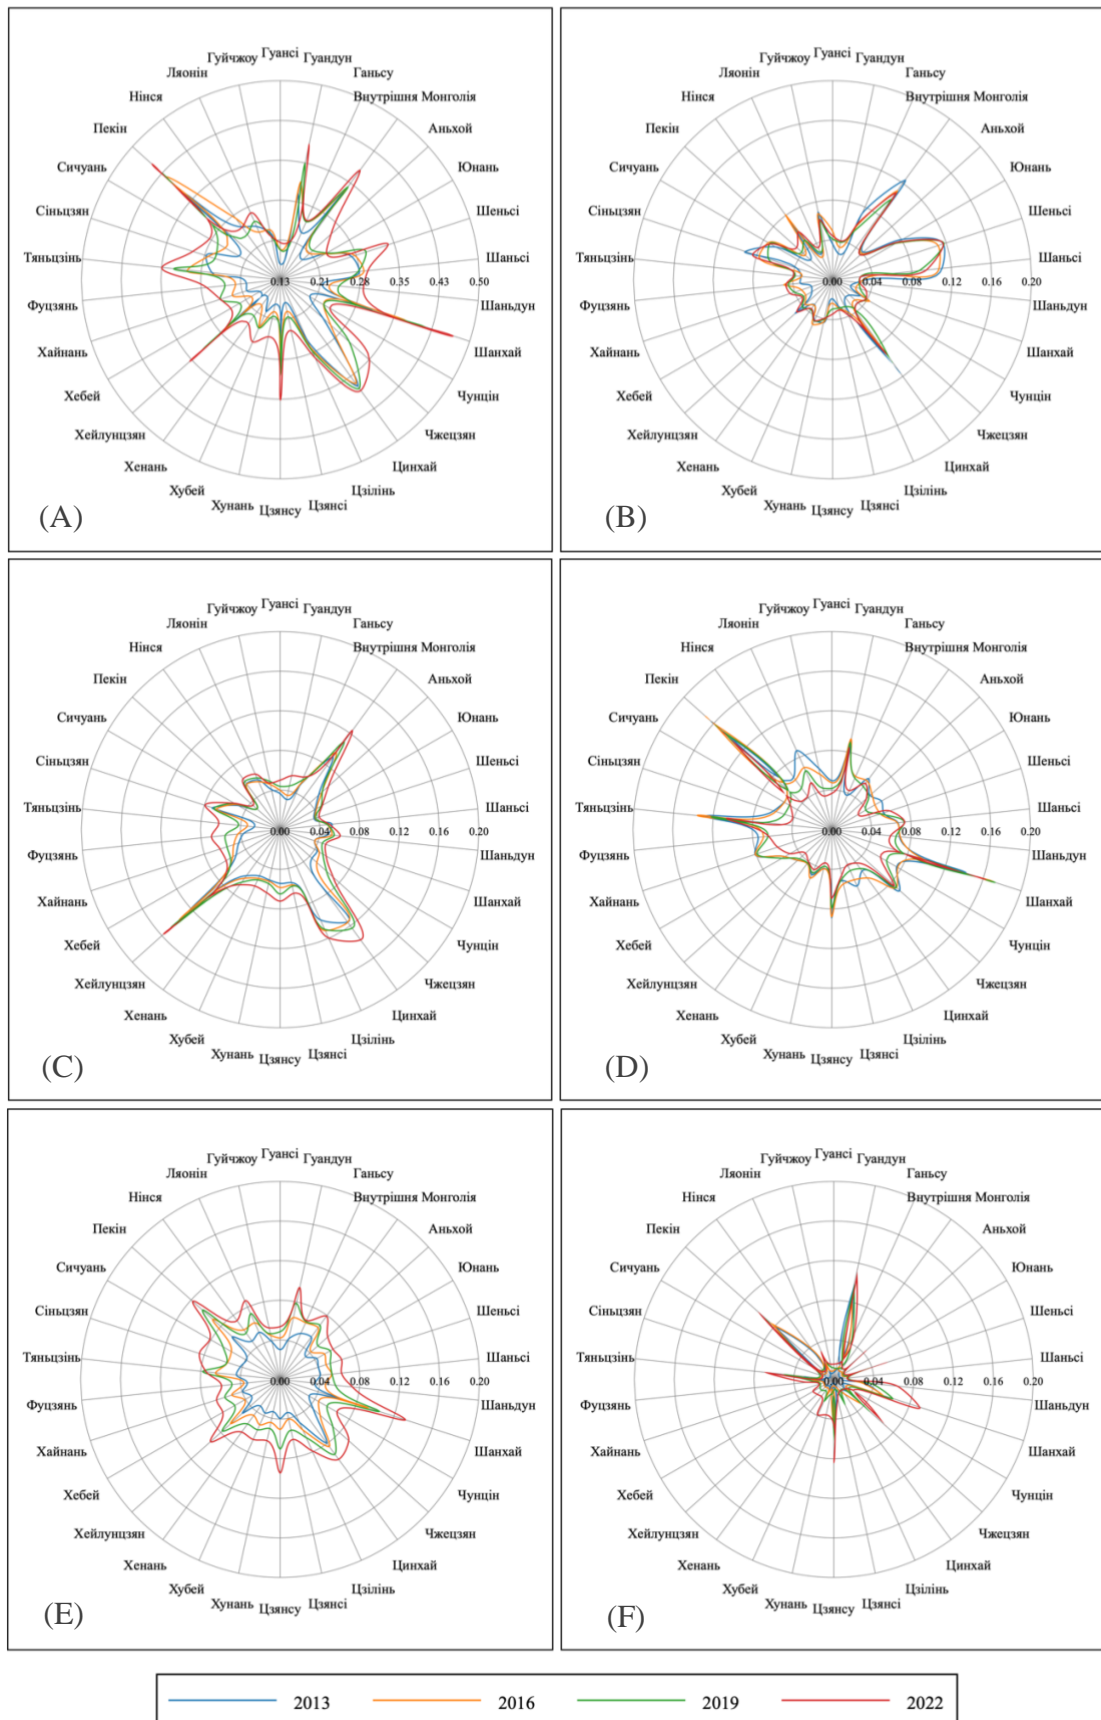 Гуансі
Гуандун
Ганьсу
Внутрішня Монголія
Аньхой
Юнань
Шеньсі
Шаньсі
Шаньдун
Шанхай
Чунцін
Чжецзян
Цинхай
Цзілінь
Цзянсі
Цзянсу
Хунань
Хубей
Хенань
Хейлунцзян
Хебей
Хайнань
Фуцзянь
Тяньцзінь
Сіньцзян
Сичуань
Пекін
Нінся
Ляонін
Гуйчжоу
0.13 0.21 0.28 0.35 0.43 0.50
(A)
Гуансі
Гуандун
Ганьсу
Внутрішня Монголія
Аньхой
Юнань
Шеньсі
Шаньсі
Шаньдун
Шанхай
Чунцін
Чжецзян
Цинхай
Цзілінь
Цзянсі
Цзянсу
Хунань
Хубей
Хенань
Хейлунцзян
Хебей
Хайнань
Фуцзянь
Тяньцзінь
Сіньцзян
Сичуань
Пекін
Нінся
Ляонін
Гуйчжоу
0.00 0.04 0.08 0.12 0.16 0.20
(B)
Гуансі
Гуандун
Ганьсу
Внутрішня Монголія
Аньхой
Юнань
Шеньсі
Шаньсі
Шаньдун
Шанхай
Чунцін
Чжецзян
Цинхай
Цзілінь
Цзянсі
Цзянсу
Хунань
Хубей
Хенань
Хейлунцзян
Хебей
Хайнань
Фуцзянь
Тяньцзінь
Сіньцзян
Сичуань
Пекін
Нінся
Ляонін
Гуйчжоу
0.00 0.04 0.08 0.12 0.16 0.20
(C)
Гуансі
Гуандун
Ганьсу
Внутрішня Монголія
Аньхой
Юнань
Шеньсі
Шаньсі
Шаньдун
Шанхай
Чунцін
Чжецзян
Цинхай
Цзілінь
Цзянсі
Цзянсу
Хунань
Хубей
Хенань
Хейлунцзян
Хебей
Хайнань
Фуцзянь
Тяньцзінь
Сіньцзян
Сичуань
Пекін
Нінся
Ляонін
Гуйчжоу
0.00 0.04 0.08 0.12 0.16 0.20
(D)
Гуансі
Гуандун
Ганьсу
Внутрішня Монголія
Аньхой
Юнань
Шеньсі
Шаньсі
Шаньдун
Шанхай
Чунцін
Чжецзян
Цинхай
Цзілінь
Цзянсі
Цзянсу
Хунань
Хубей
Хенань
Хейлунцзян
Хебей
Хайнань
Фуцзянь
Тяньцзінь
Сіньцзян
Сичуань
Пекін
Нінся
Ляонін
Гуйчжоу
0.00 0.04 0.08 0.12 0.16 0.20
(E)
Гуансі
Гуандун
Ганьсу
Внутрішня Монголія
Аньхой
Юнань
Шеньсі
Шаньсі
Шаньдун
Шанхай
Чунцін
Чжецзян
Цинхай
Цзілінь
Цзянсі
Цзянсу
Хунань
Хубей
Хенань
Хейлунцзян
Хебей
Хайнань
Фуцзянь
Тяньцзінь
Сіньцзян
Сичуань
Пекін
Нінся
Ляонін
Гуйчжоу
0.00 0.04 0.08 0.12 0.16 0.20
(F)
2013 2016 2019 2022